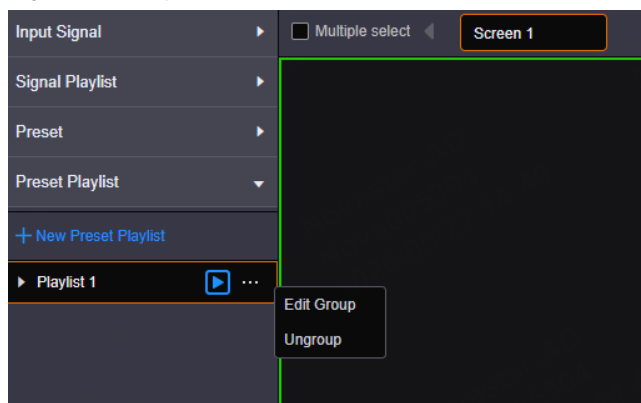 Input Signal
Multiple select
Screen 1
Signal Playlist
Preset
Preset Playlist
New Preset Playlist
Playlist 1
...
Edit Group
Ungroup